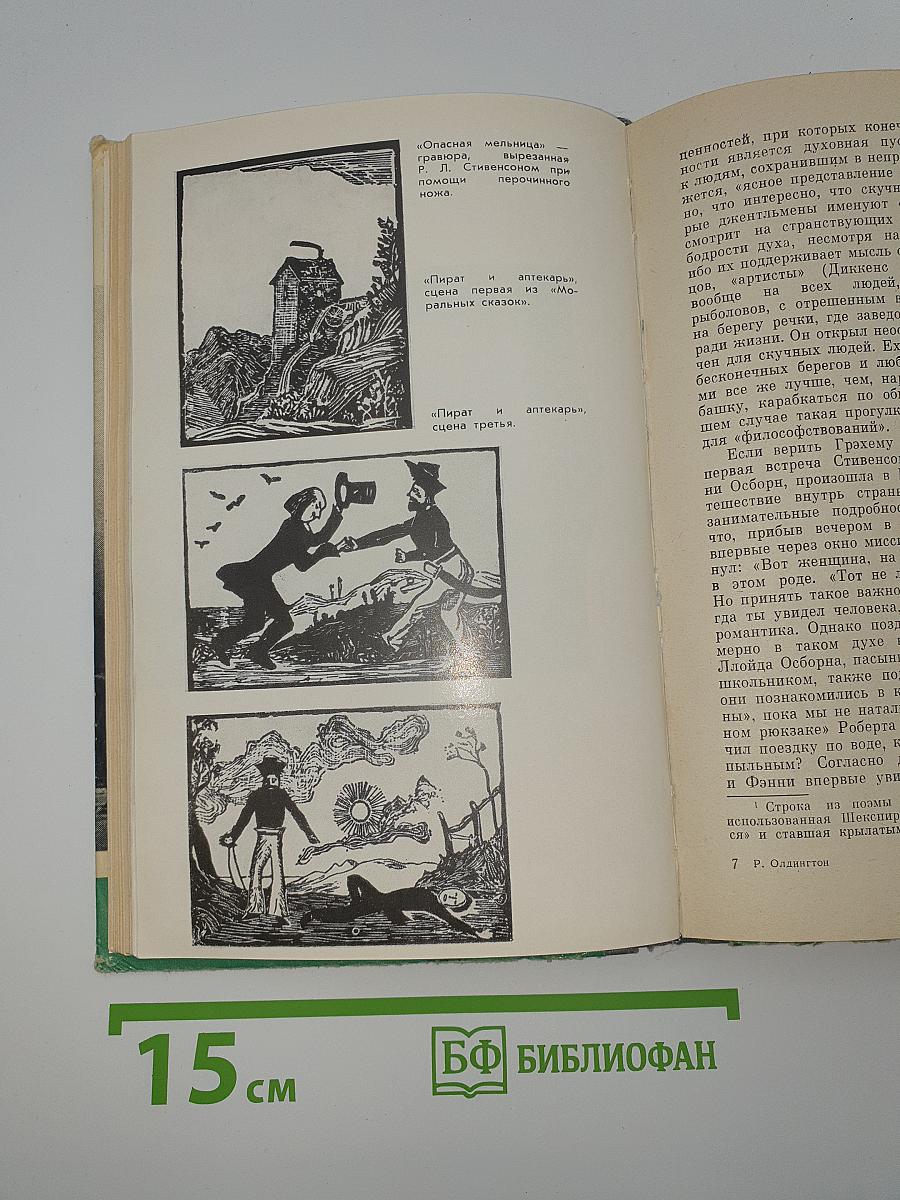 «Опасная мельница» —
гравюра, вырезанная
Р. Л. Стивенсоном при
помощи перочинного
ножа.
«Пират и аптекарь»,
сцена первая из «Мо-
ральных сказок».
«Пират и аптекарь»,
сцена третья.
ценностей, при которых конеч
ности является духовная пус
к людям, сохранившим в непр
жется, «ясное представление
но, что интересно, что скучн
рые джентльмены именуют
смотрит на странствующих
бодрости духа, несмотря на
ибо их поддерживает мысль
цов, «артисты» (Диккенс
вообще на всех людей,
рыболовов, с отрешенным в
на берегу речки, где заведо
ради жизни. Он открыл неос
чен для скучных людей. Ех
бесконечных берегов и люб
ми все же лучше, чем, нар
башку, карабкаться по об
шем случае такая прогулк
для «философствований».
Если верить Грэхему
первая встреча Стивенсо
ни Осборн, произошла в
тешествие внутрь стран
занимательные подробнос
что, прибыв вечером в
впервые через окно мисси
нул: «Вот женщина, на
в этом роде. «Тот не л
Но принять такое важно
гда ты увидел человека,
романтика. Однако позд
мерно в таком духе
Ллойда Осборна, пасын
школьником, также под
они познакомились в к
ны», пока мы не натал
ном рюкзаке» Роберта
чил поездку по воде, к
пыльным? Согласно
и Фэнни впервые уви
1 Строка из поэмы
использованная Шекспир
ся» и ставшая крылатым
7 Р. Олдингтон
15 см
БФ БИБЛИОФАН